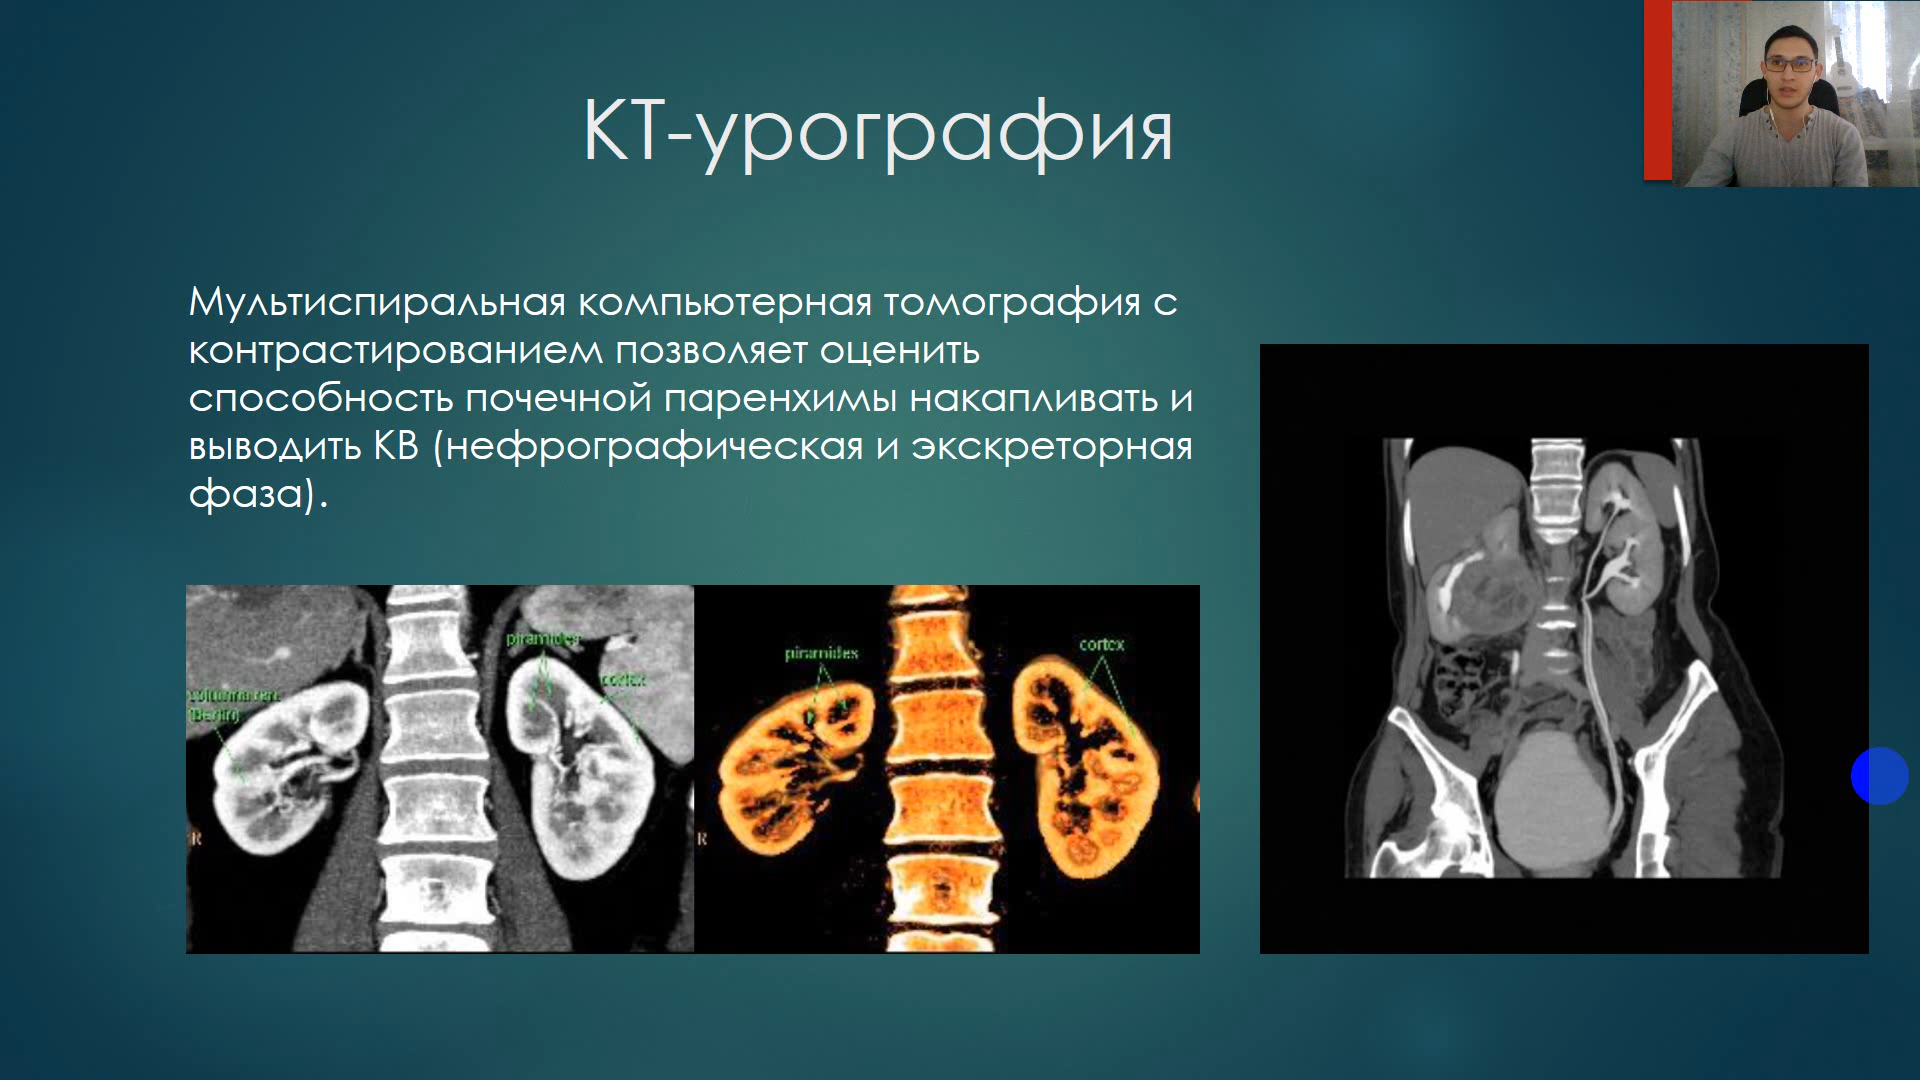 КТ-урография
Мультиспиральная компьютерная томография с
контрастированием позволяет оценить
способность почечной паренхимы накапливать и
выводить КВ (нефрографическая и экскреторная
фаза).
piramides
cortex
(Bertin)
R
piramides
cortex
R